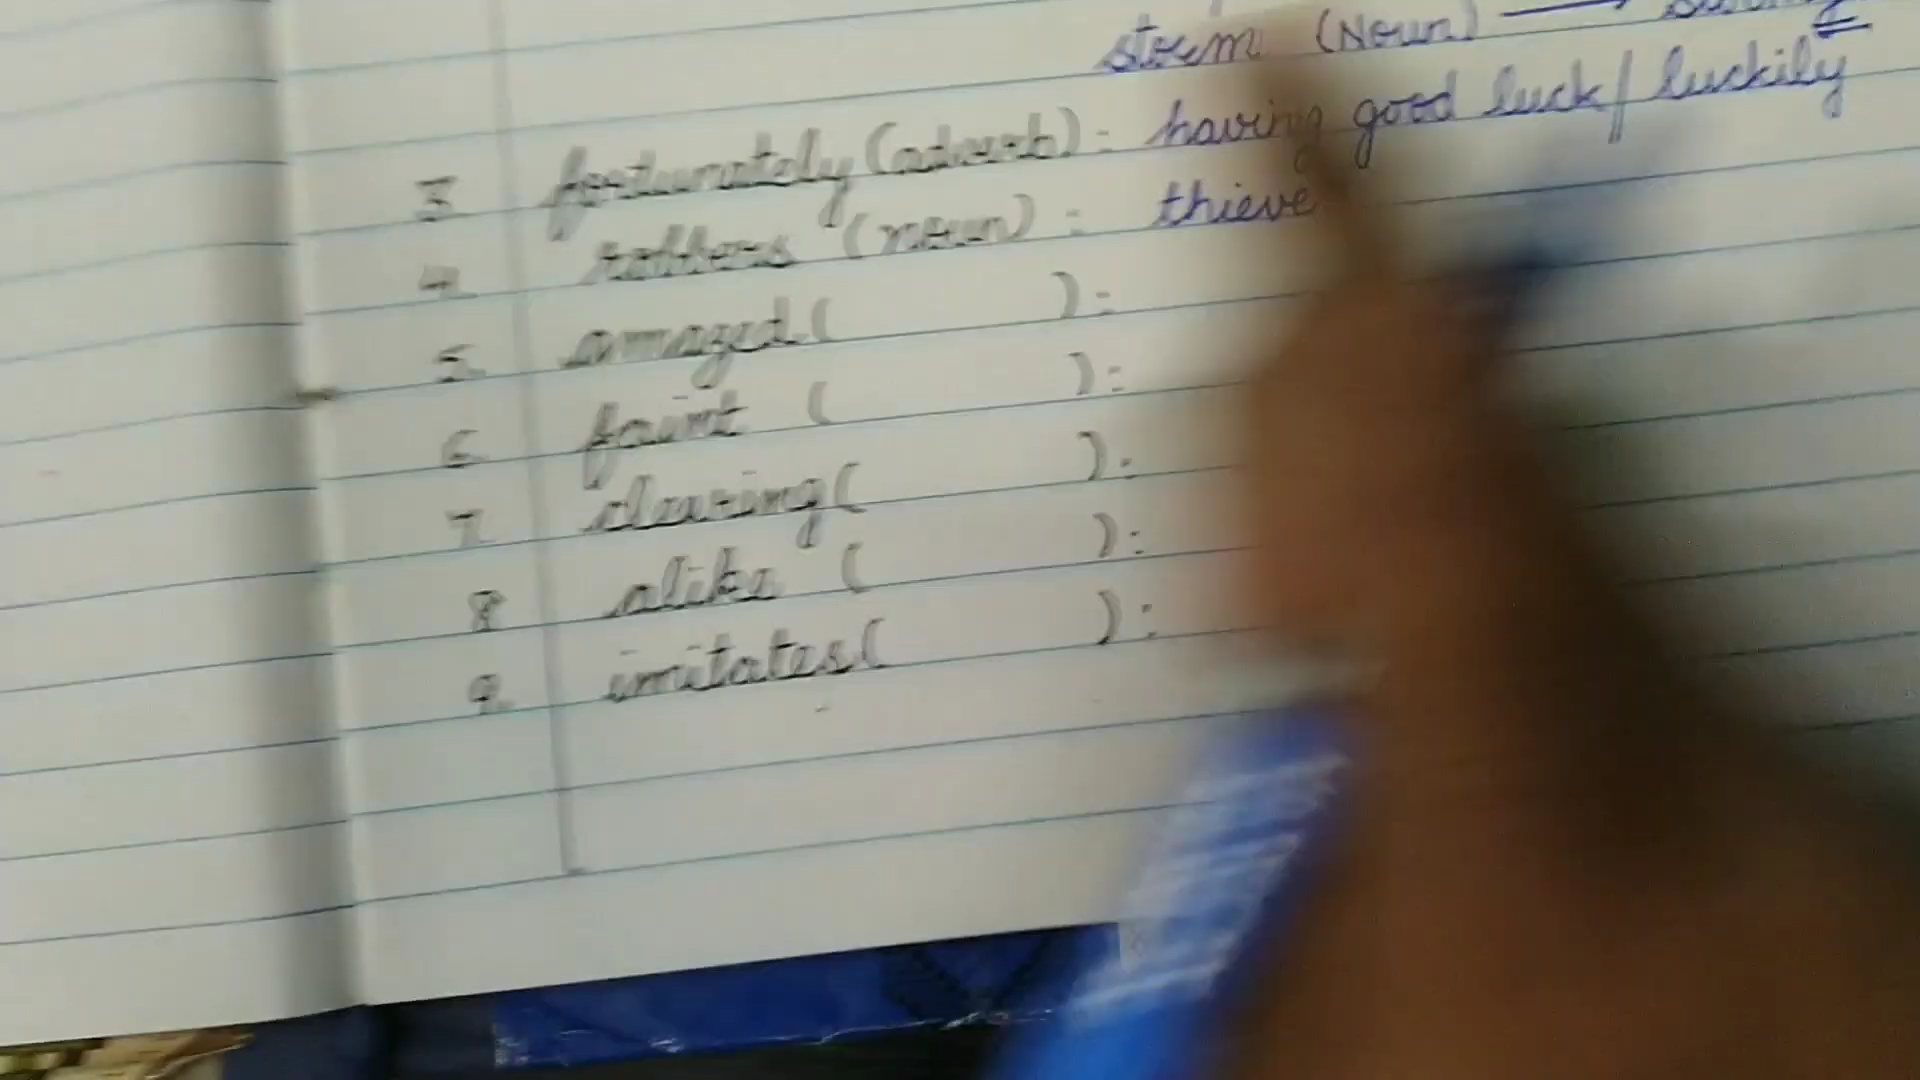 storm (Noun) →
3 fortunately (adverb): having good luck / luckily
4. robbers (noun): thieve
5. amazed ( ):
6. faint ( ):
7. clearing ( ):
8 alike ( ):
9. imitates ( ):